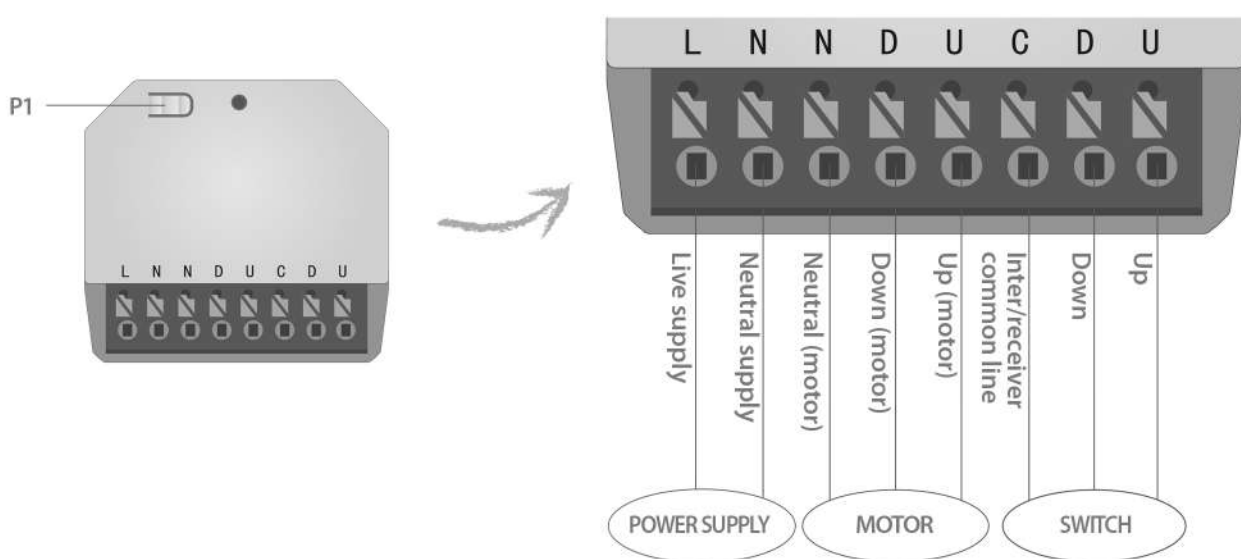 P1
L N N D U C D U
L N N D U C D U
Live supply
Neutral supply
Neutral (motor)
Down (motor)
Up (motor)
Inter/receiver
common line
Down
Up
POWER SUPPLY
MOTOR
SWITCH